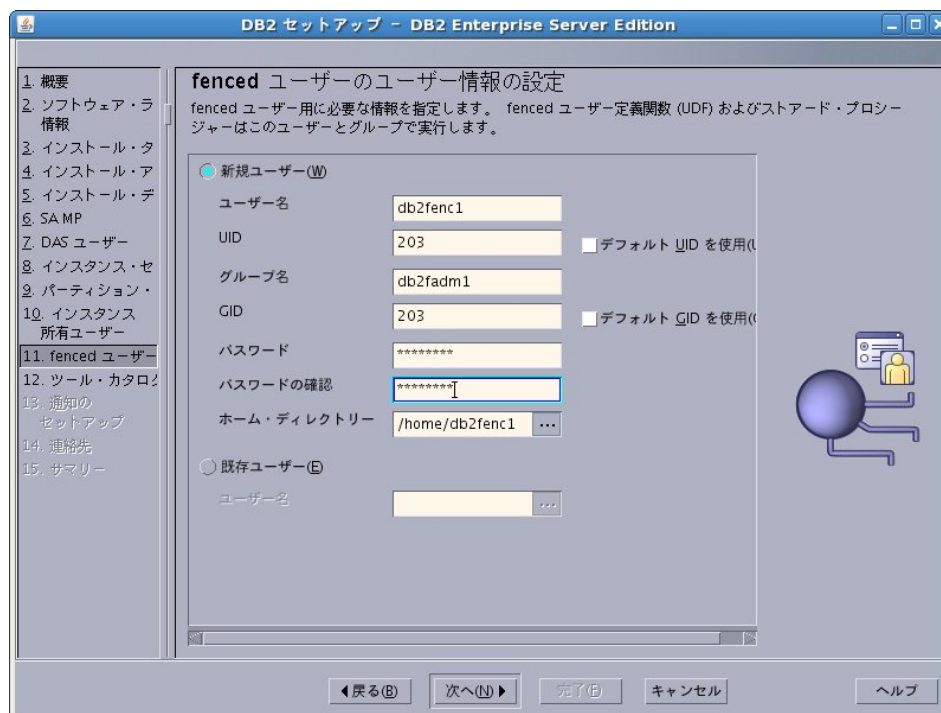 DB2 セットアップ - DB2 Enterprise Server Edition
1. 概要
2. ソフトウェア・ラ
情報
3. インストール・タ
4. インストール・ア
5. インストール・デ
6. SAMP
7. DAS ユーザー
8. インスタンス・セ
9. パーティション・
10. インスタンス
所有ユーザー
11. fenced ユーザー
12. ツール・カタログ
13. 通知の
セットアップ
14. 連絡先
15. サマリー
fenced ユーザーのユーザー情報の設定
fenced ユーザー用に必要な情報を指定します。 fenced ユーザー定義関数 (UDF) およびストアード・プロシー
ジャーはこのユーザーとグループで実行します。
新規ユーザー(W)
ユーザー名 db2fenc1
UID 203 デフォルト UID を使用(U
グループ名 db2fadm1
GID 203 デフォルト GID を使用(
パスワード ********
パスワードの確認 ********
ホーム・ディレクトリー /home/db2fenc1 ...
既存ユーザー(E)
ユーザー名 ...
戻る(B) 次へ(N) 完了(F) キャンセル ヘルプ